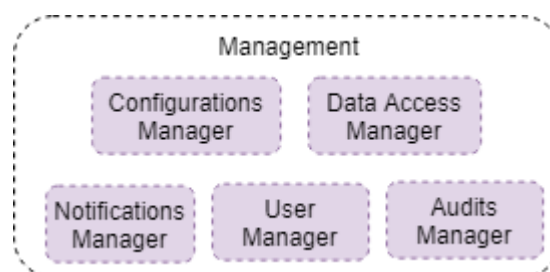 Management
Configurations
Manager
Data Access
Manager
Notifications
Manager
User
Manager
Audits
Manager